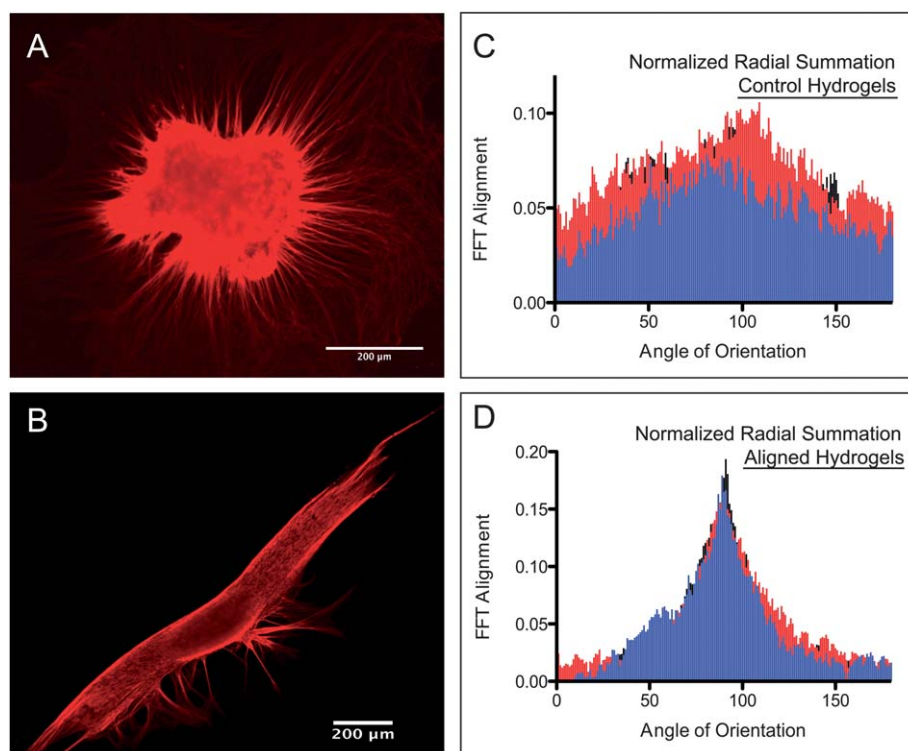 A
200 µm
B
200 µm
C
Normalized Radial Summation
Control Hydrogels
FFT Alignment
0.10
0.05
0.00
0
50
100
150
Angle of Orientation
D
Normalized Radial Summation
Aligned Hydrogels
FFT Alignment
0.20
0.15
0.10
0.05
0.00
0
50
100
150
Angle of Orientation